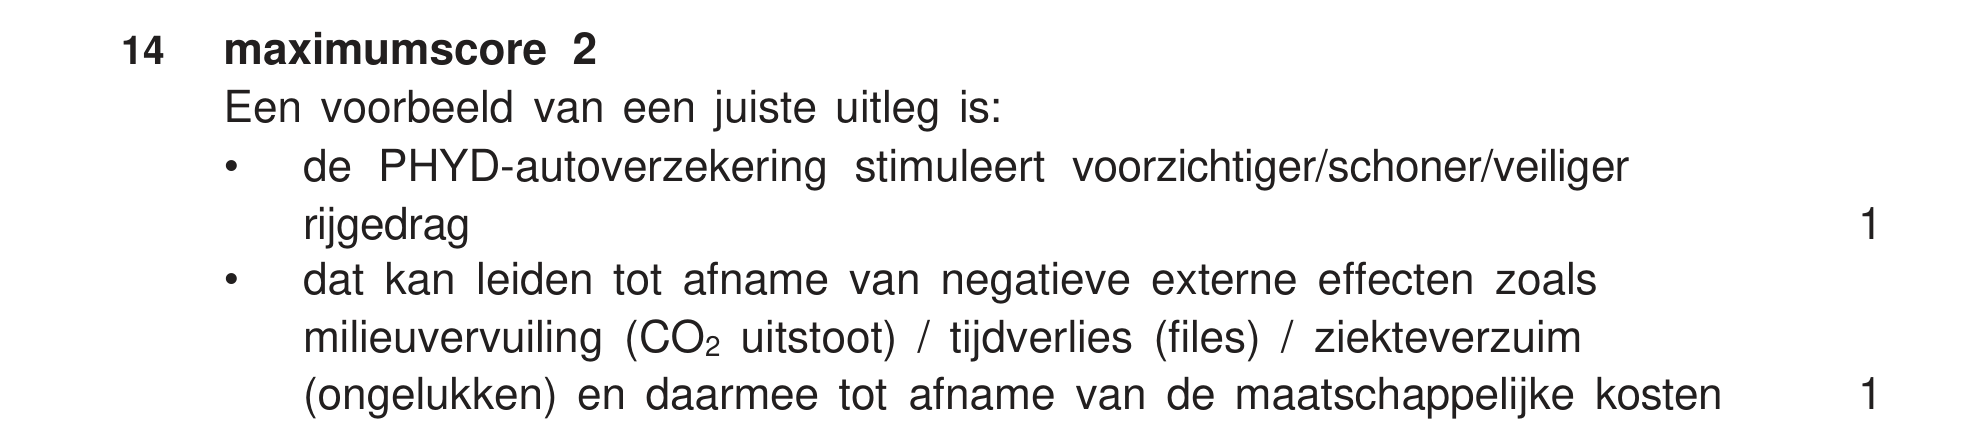 14 maximumscore 2
Een voorbeeld van een juiste uitleg is:
• de PHYD-autoverzekering stimuleert voorzichtiger/schoner/veiliger
rijgedrag 1
• dat kan leiden tot afname van negatieve externe effecten zoals
milieuvervuiling (CO₂ uitstoot) / tijdverlies (files) / ziekteverzuim
(ongelukken) en daarmee tot afname van de maatschappelijke kosten 1